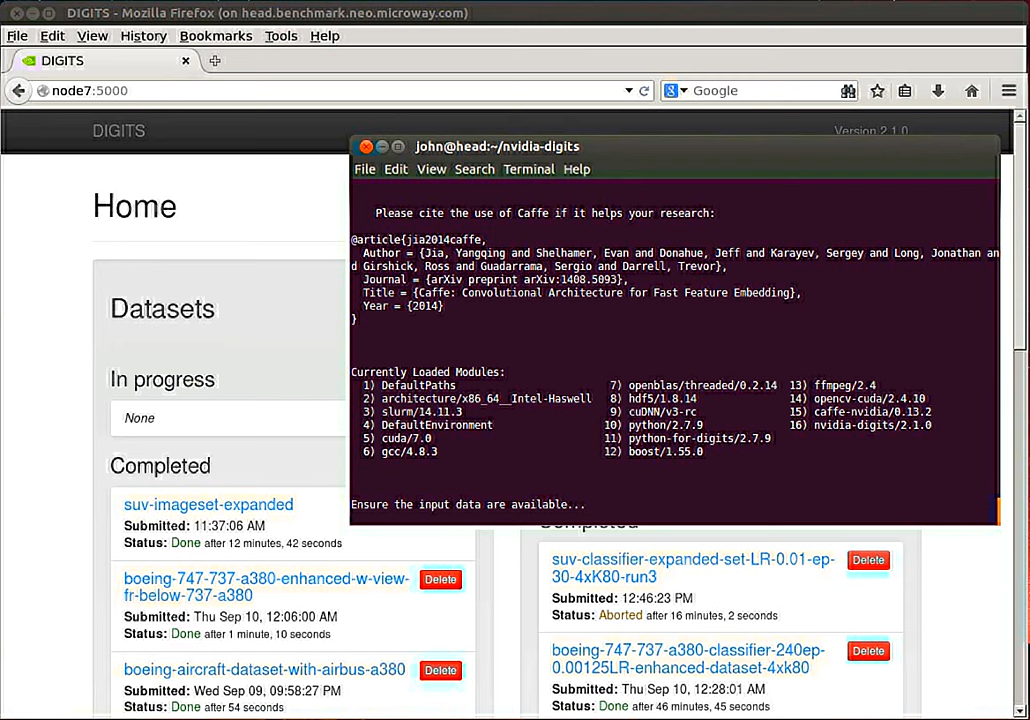 DIGITS - Mozilla Firefox (on head.benchmark.neo.microway.com)
File Edit View History Bookmarks Tools Help
DIGITS
node7:5000
Google
DIGITS
Version 2.1.0
Home
Datasets
In progress
None
Completed
suv-imageset-expanded
Submitted: 11:37:06 AM
Status: Done after 12 minutes, 42 seconds
boeing-747-737-a380-enhanced-w-view-
fr-below-737-a380
Delete
Submitted: Thu Sep 10, 12:06:00 AM
Status: Done after 1 minute, 10 seconds
boeing-aircraft-dataset-with-airbus-a380
Delete
Submitted: Wed Sep 09, 09:58:27 PM
Status: Done after 54 seconds
john@head:~/nvidia-digits
File Edit View Search Terminal Help
Please cite the use of Caffe if it helps your research:
@article{jia2014caffe,
Author = {Jia, Yangqing and Shelhamer, Evan and Donahue, Jeff and Karayev, Sergey and Long, Jonathan an
d Girshick, Ross and Guadarrama, Sergio and Darrell, Trevor},
Journal = {arXiv preprint arXiv:1408.5093},
Title = {Caffe: Convolutional Architecture for Fast Feature Embedding},
Year = {2014}
}
Currently Loaded Modules:
1) DefaultPaths 7) openblas/threaded/0.2.14 13) ffmpeg/2.4
2) architecture/x86_64__Intel-Haswell 8) hdf5/1.8.14 14) opencv-cuda/2.4.10
3) slurm/14.11.3 9) cuDNN/v3-rc 15) caffe-nvidia/0.13.2
4) DefaultEnvironment 10) python/2.7.9 16) nvidia-digits/2.1.0
5) cuda/7.0 11) python-for-digits/2.7.9
6) gcc/4.8.3 12) boost/1.55.0
Ensure the input data are available...
Completed
suv-classifier-expanded-set-LR-0.01-ep-
30-4xK80-run3
Delete
Submitted: 12:46:23 PM
Status: Aborted after 16 minutes, 2 seconds
boeing-747-737-a380-classifier-240ep-
0.00125LR-enhanced-dataset-4xk80
Delete
Submitted: Thu Sep 10, 12:28:01 AM
Status: Done after 46 minutes, 45 seconds